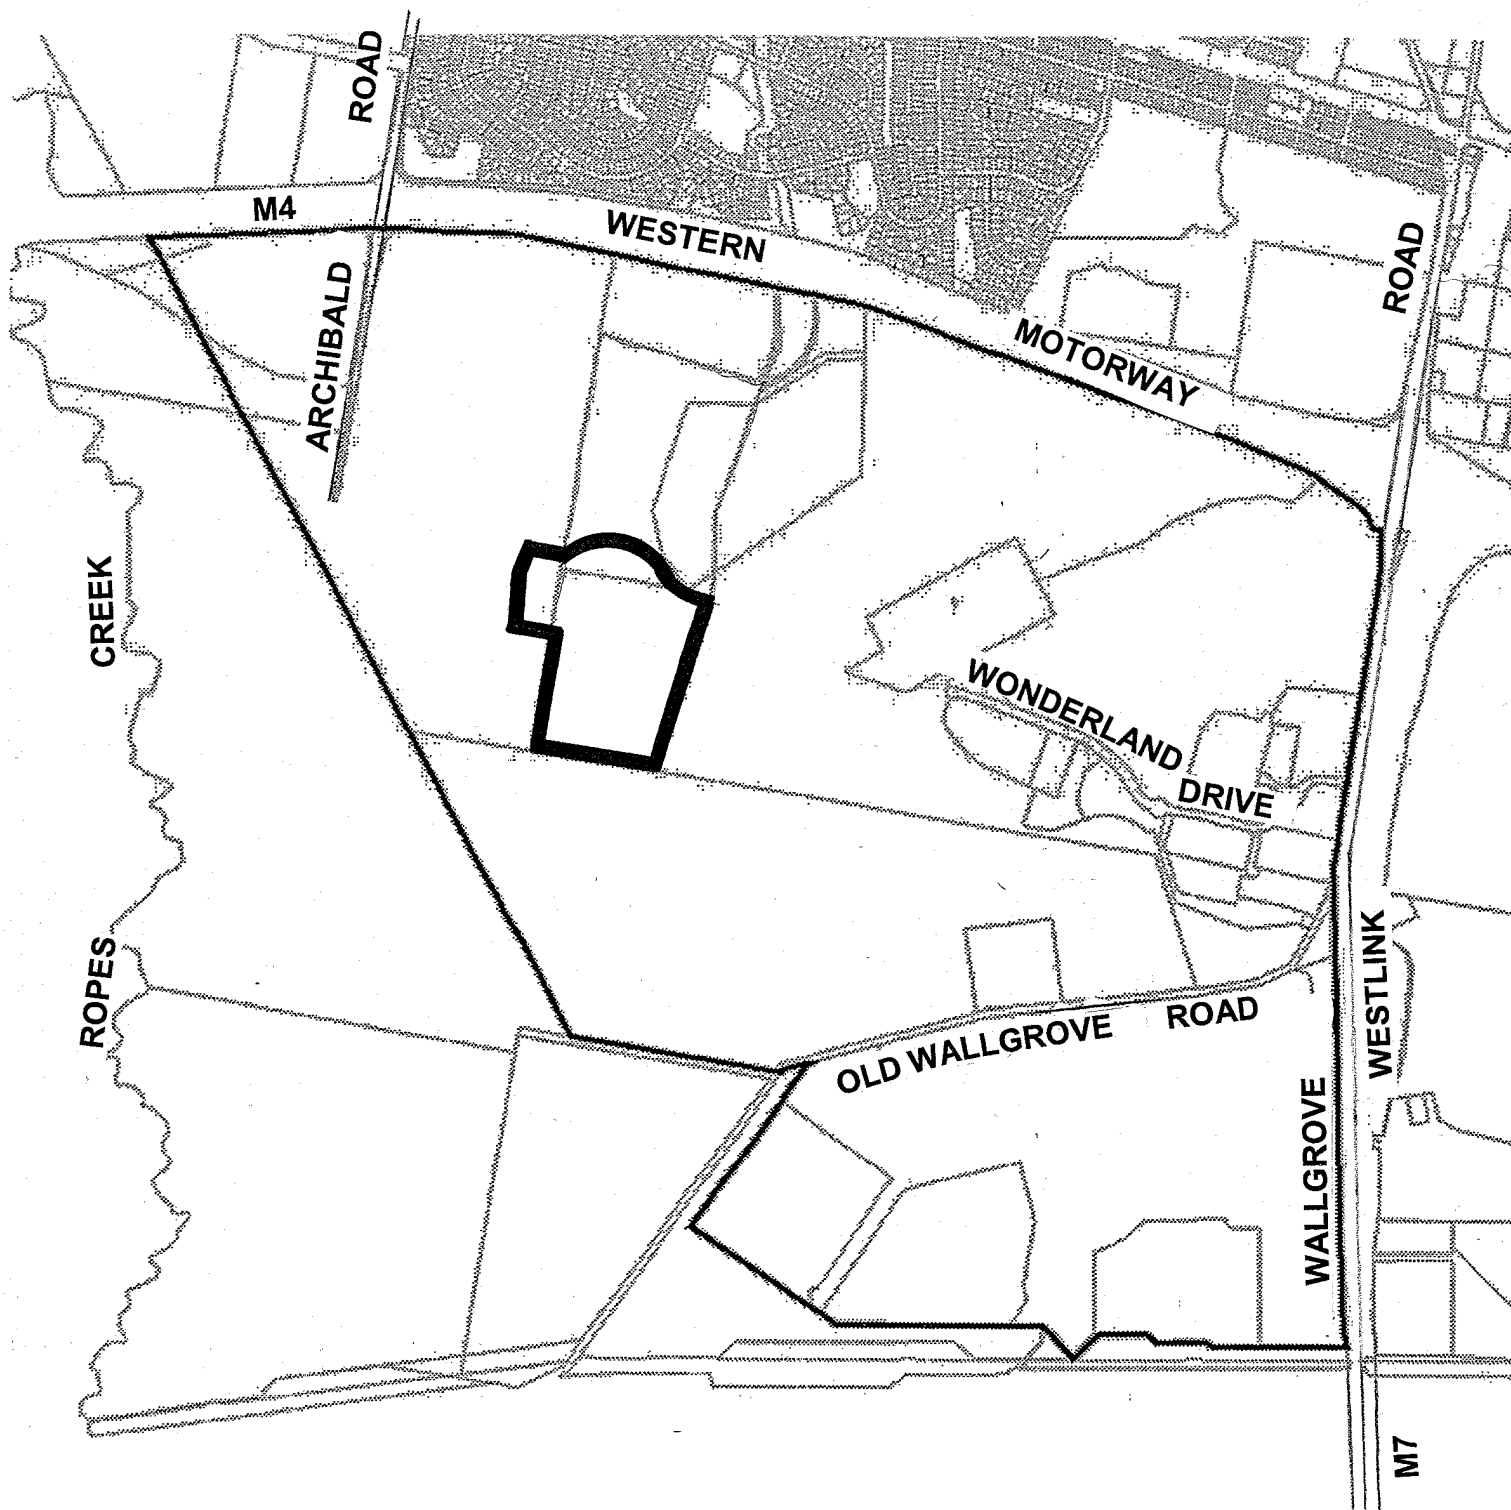 ROAD
M4
WESTERN
MOTORWAY
ROAD
ARCHIBALD
CREEK
ROPES
WONDERLAND
DRIVE
OLD WALLGROVE ROAD
WESTLINK
WALLGROVE
M7